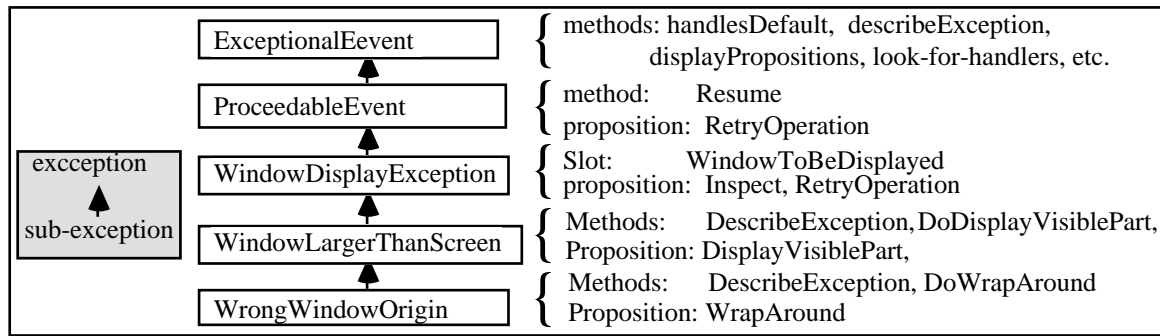 ExceptionalEevent
methods: handlesDefault, describeException,
displayPropositions, look-for-handlers, etc.
ProceedableEvent
method: Resume
proposition: RetryOperation
excception
sub-exception
WindowDisplayException
Slot: WindowToBeDisplayed
proposition: Inspect, RetryOperation
WindowLargerThanScreen
Methods: DescribeException, DoDisplayVisiblePart,
Proposition: DisplayVisiblePart,
WrongWindowOrigin
Methods: DescribeException, DoWrapAround
Proposition: WrapAround